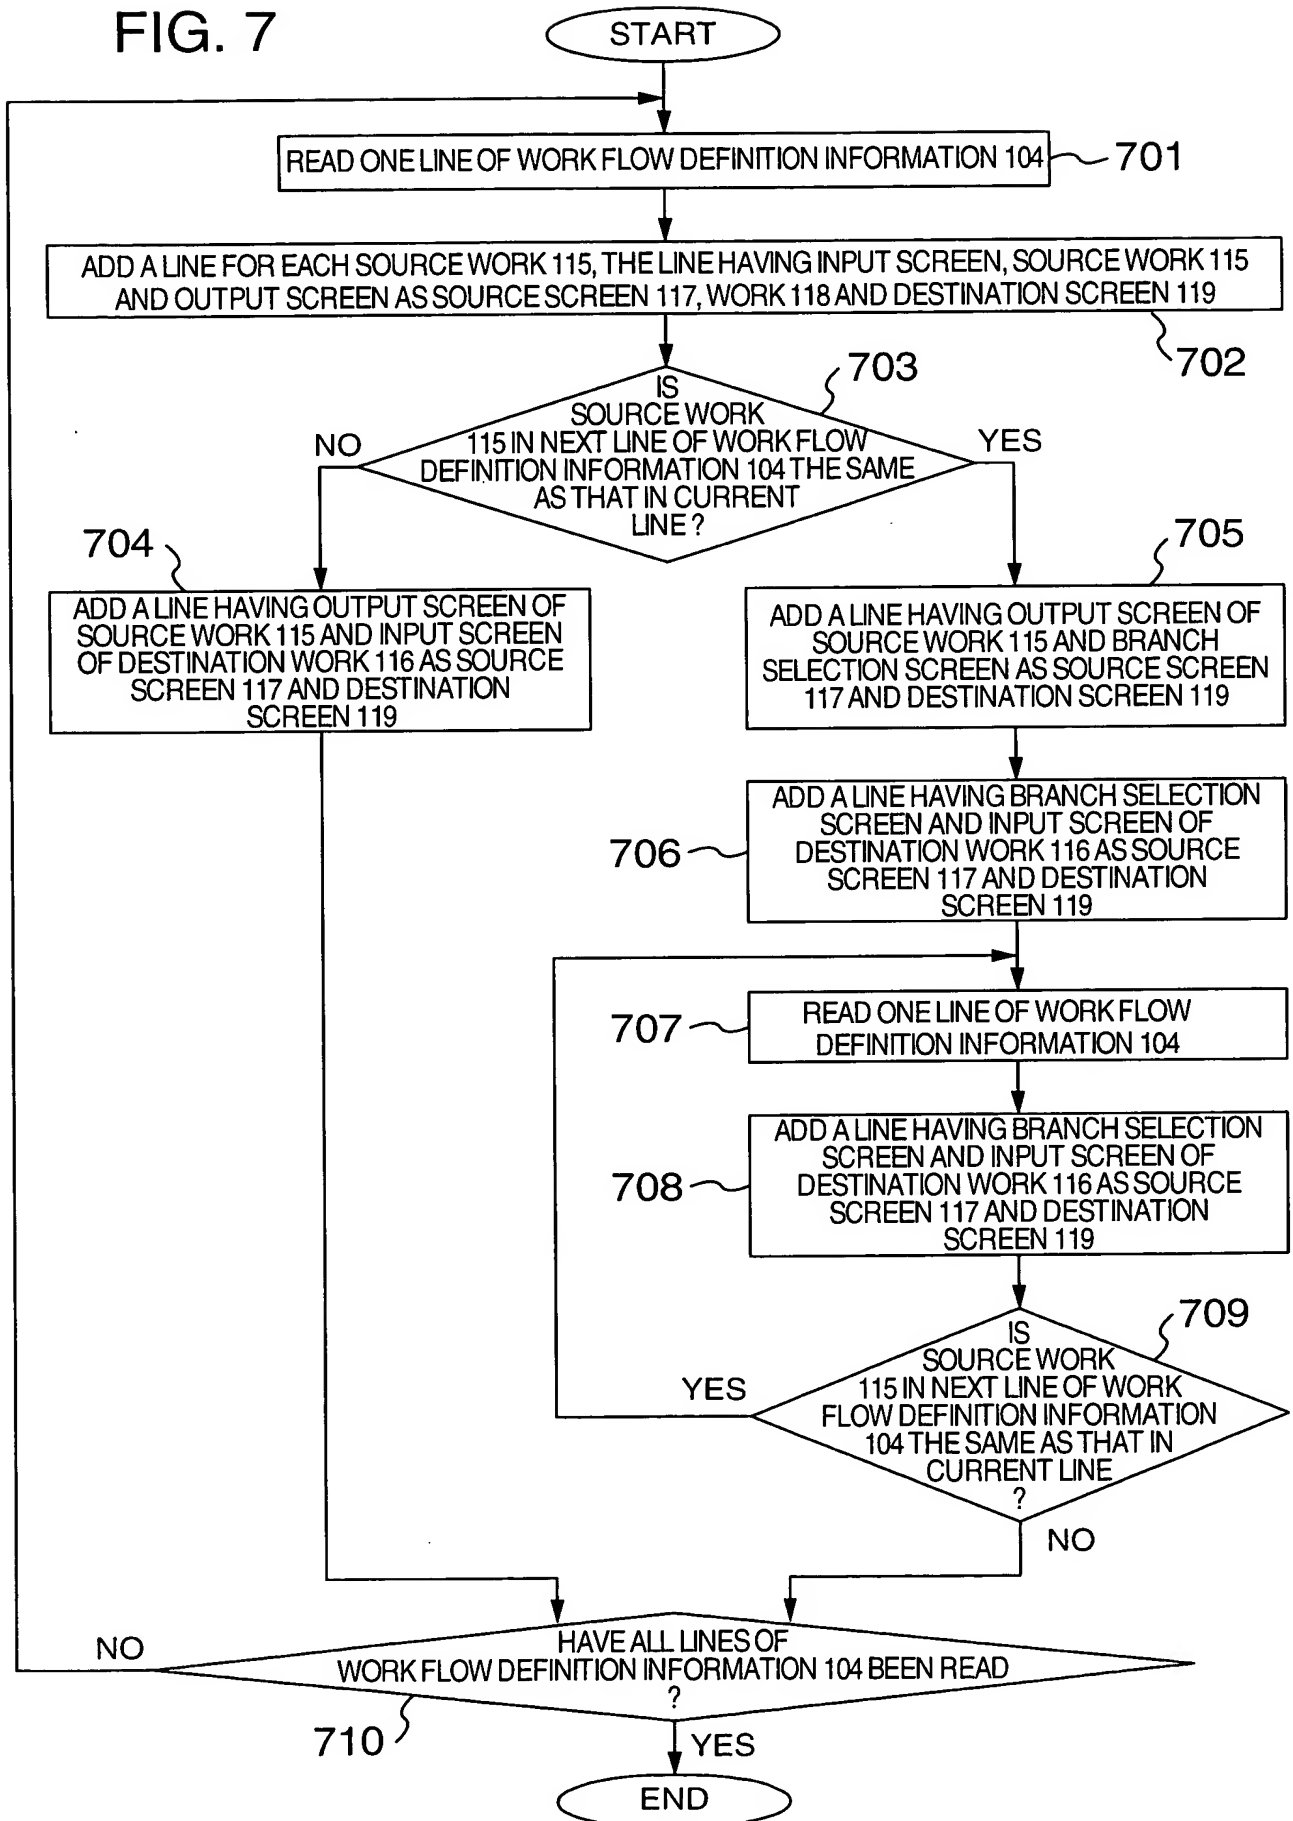 FIG. 7
START
READ ONE LINE OF WORK FLOW DEFINITION INFORMATION 104
701
ADD A LINE FOR EACH SOURCE WORK 115, THE LINE HAVING INPUT SCREEN, SOURCE WORK 115
AND OUTPUT SCREEN AS SOURCE SCREEN 117, WORK 118 AND DESTINATION SCREEN 119
702
703
IS
SOURCE WORK
115 IN NEXT LINE OF WORK FLOW
DEFINITION INFORMATION 104 THE SAME
AS THAT IN CURRENT
LINE ?
NO
YES
704
ADD A LINE HAVING OUTPUT SCREEN OF
SOURCE WORK 115 AND INPUT SCREEN
OF DESTINATION WORK 116 AS SOURCE
SCREEN 117 AND DESTINATION
SCREEN 119
705
ADD A LINE HAVING OUTPUT SCREEN OF
SOURCE WORK 115 AND BRANCH
SELECTION SCREEN AS SOURCE SCREEN
117 AND DESTINATION SCREEN 119
706
ADD A LINE HAVING BRANCH SELECTION
SCREEN AND INPUT SCREEN OF
DESTINATION WORK 116 AS SOURCE
SCREEN 117 AND DESTINATION
SCREEN 119
707
READ ONE LINE OF WORK FLOW
DEFINITION INFORMATION 104
708
ADD A LINE HAVING BRANCH SELECTION
SCREEN AND INPUT SCREEN OF
DESTINATION WORK 116 AS SOURCE
SCREEN 117 AND DESTINATION
SCREEN 119
709
IS
SOURCE WORK
115 IN NEXT LINE OF WORK
FLOW DEFINITION INFORMATION
104 THE SAME AS THAT IN
CURRENT LINE
?
YES
NO
NO
HAVE ALL LINES OF
WORK FLOW DEFINITION INFORMATION 104 BEEN READ
?
710
YES
END